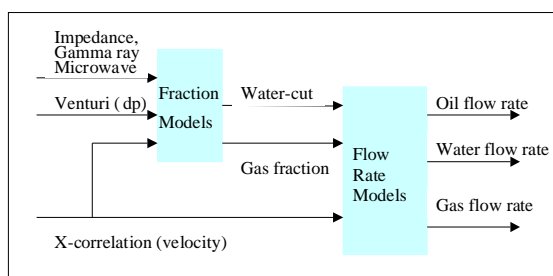 Impedance,
Gamma ray
Microwave
Venturi (dp)
X-correlation (velocity)
Fraction
Models
Water-cut
Gas fraction
Flow
Rate
Models
Oil flow rate
Water flow rate
Gas flow rate